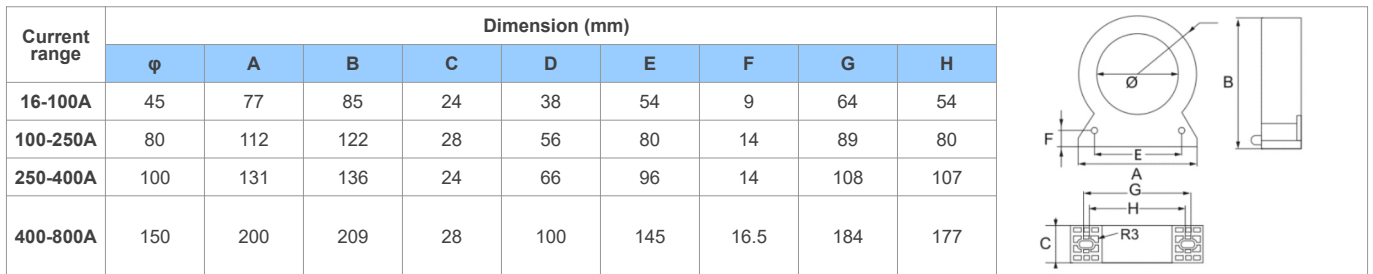 Current range Dimension (mm)
φ A B C D E F G H
16-100A 45 77 85 24 38 54 9 64 54
100-250A 80 112 122 28 56 80 14 89 80
250-400A 100 131 136 24 66 96 14 108 107
400-800A 150 200 209 28 100 145 16.5 184 177
Ø
B
F
E
A
G
H
C
R3